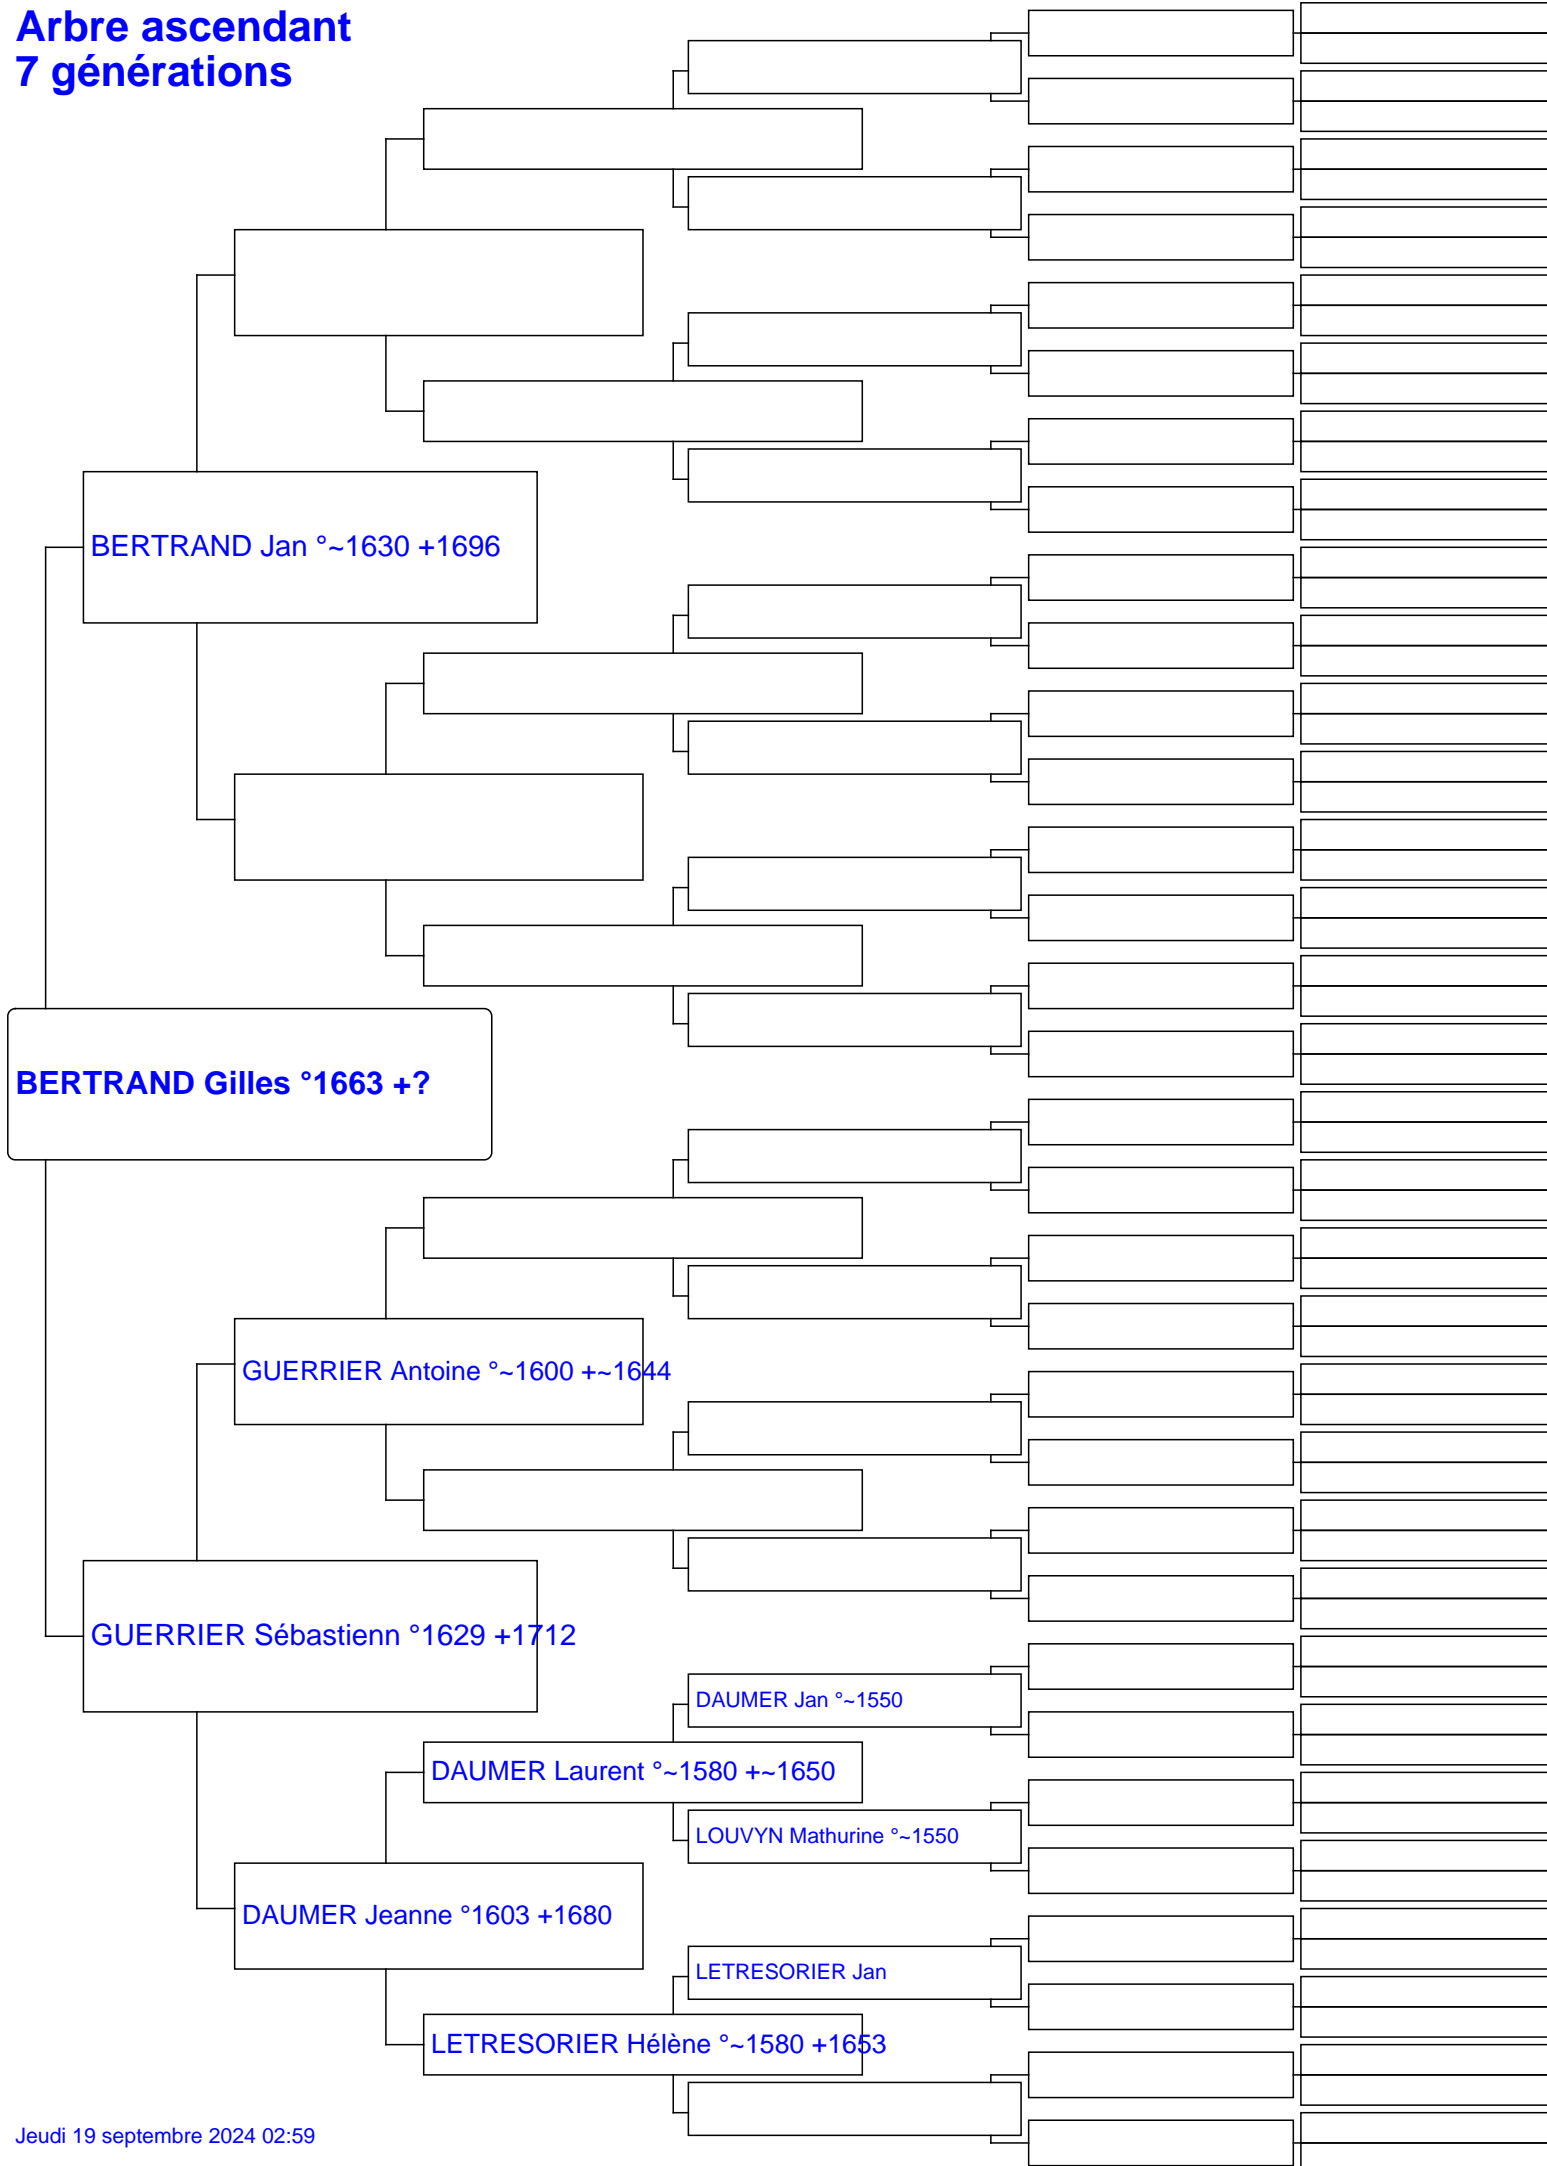 Arbre ascendant
7 générations
BERTRAND Jan °~1630 +1696
BERTRAND Gilles °1663 +?
GUERRIER Antoine °~1600 +~1644
GUERRIER Sébastienn °1629 +1712
DAUMER Jan °~1550
DAUMER Laurent °~1580 +~1650
LOUVYN Mathurine °~1550
DAUMER Jeanne °1603 +1680
LETRESORIER Jan
LETRESORIER Hélène °~1580 +1653
Jeudi 19 septembre 2024 02:59